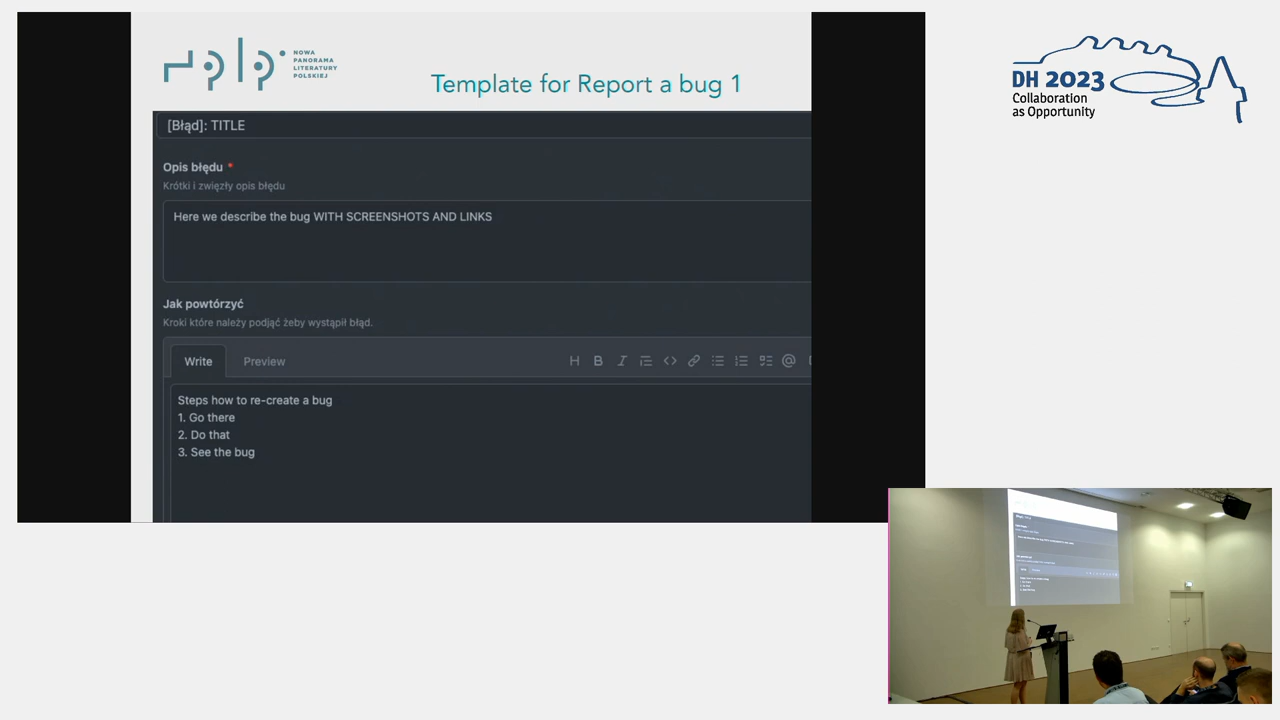 NOWA
PANORAMA
LITERATURY
POLSKIEJ
Template for Report a bug 1
[Błąd]: TITLE
Opis błędu *
Krótki i zwięzły opis błędu
Here we describe the bug WITH SCREENSHOTS AND LINKS
Jak powtórzyć
Kroki które należy podjąć żeby wystąpił błąd.
Write Preview
Steps how to re-create a bug
1. Go there
2. Do that
3. See the bug
DH 2023
Collaboration
as Opportunity